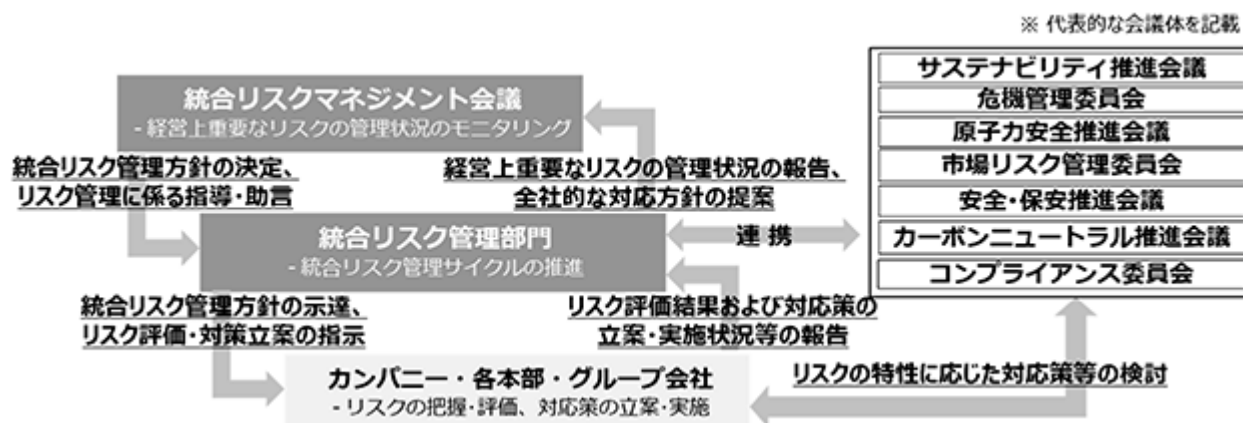 ※ 代表的な会議体を記載
統合リスクマネジメント会議
- 経営上重要なリスクの管理状況のモニタリング
統合リスク管理方針の決定、
リスク管理に係る指導・助言
経営上重要なリスクの管理状況の報告、
全社的な対応方針の提案
統合リスク管理部門
- 統合リスク管理サイクルの推進
連 携
統合リスク管理方針の示達、
リスク評価・対策立案の指示
リスク評価結果および対応策の
立案・実施状況等の報告
カンパニー・各本部・グループ会社
- リスクの把握・評価、対応策の立案・実施
サステナビリティ推進会議
危機管理委員会
原子力安全推進会議
市場リスク管理委員会
安全・保安推進会議
カーボンニュートラル推進会議
コンプライアンス委員会
リスクの特性に応じた対応策等の検討